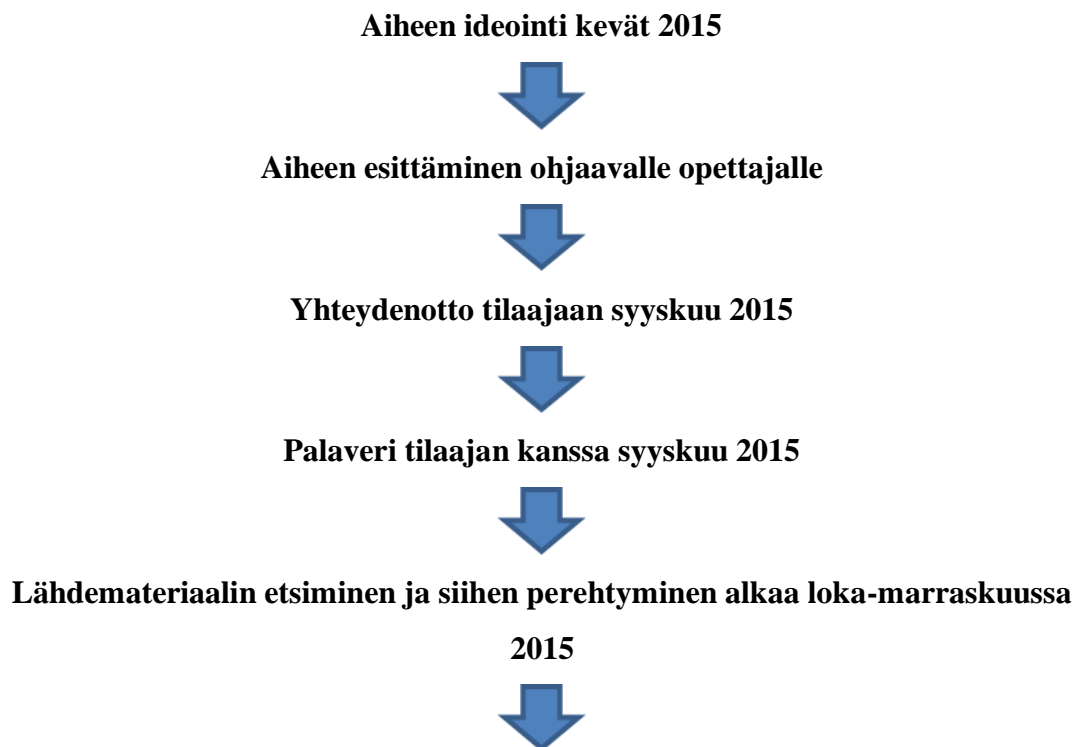 Aiheen ideointi kevät 2015
Aiheen esittäminen ohjaavalle opettajalle
Yhteydenotto tilaajaan syyskuu 2015
Palaveri tilaajan kanssa syyskuu 2015
Lähdemateriaalin etsiminen ja siihen perehtyminen alkaa loka-marraskuussa
2015